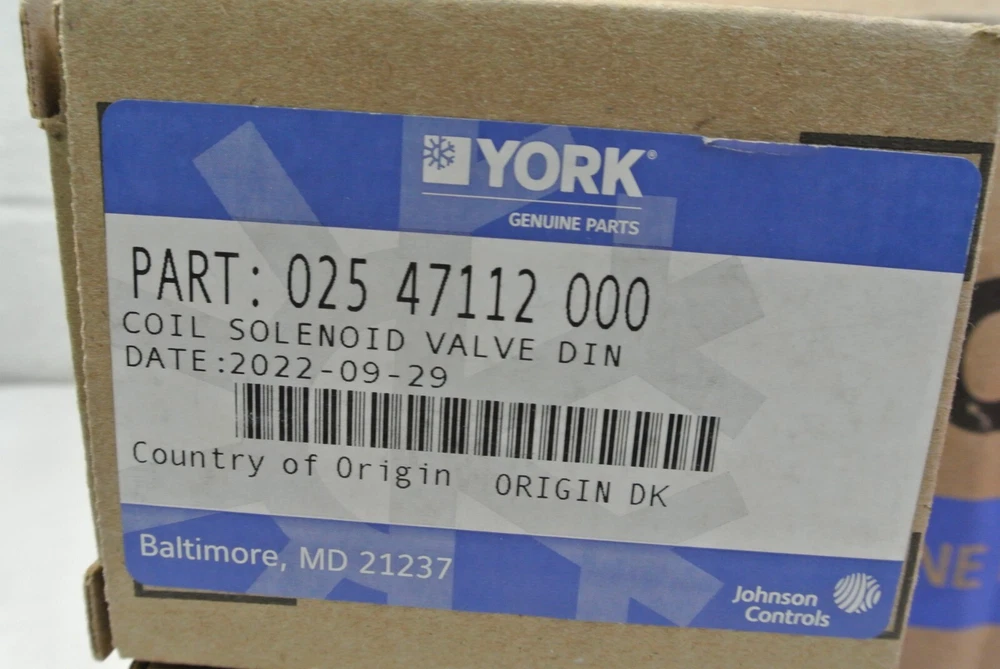 YORK®
GENUINE PARTS
PART: 025 47112 000
COIL SOLENOID VALVE DIN
DATE:2022-09-29
Country of Origin ORIGIN DK
Baltimore, MD 21237
Johnson
Controls
NE